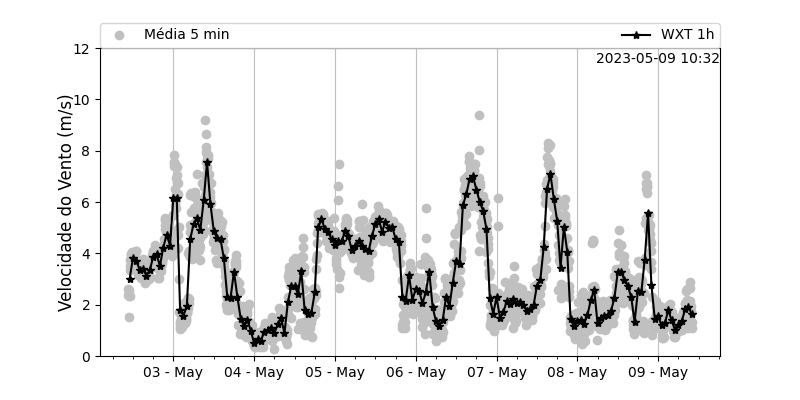 Média 5 min
WXT 1h
2023-05-09 10:32
Velocidade do Vento (m/s)
12
10
8
6
4
2
0
03 - May
04 - May
05 - May
06 - May
07 - May
08 - May
09 - May